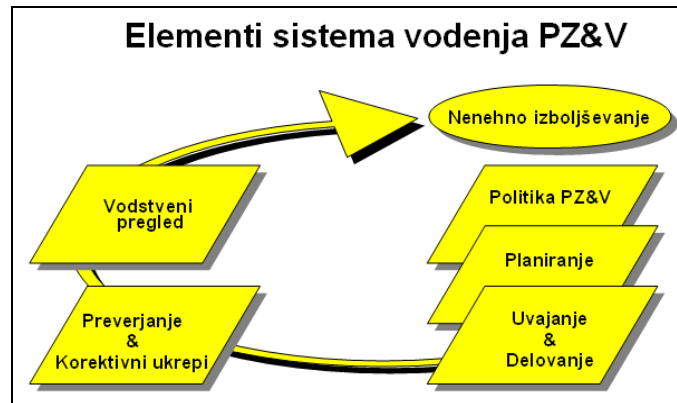 Elementi sistema vodenja PZ&V
Nenehno izboljševanje
Vodstveni
pregled
Politika PZ&V
Planiranje
Preverjanje
&
Korektivni ukrepi
Uvajanje
&
Delovanje